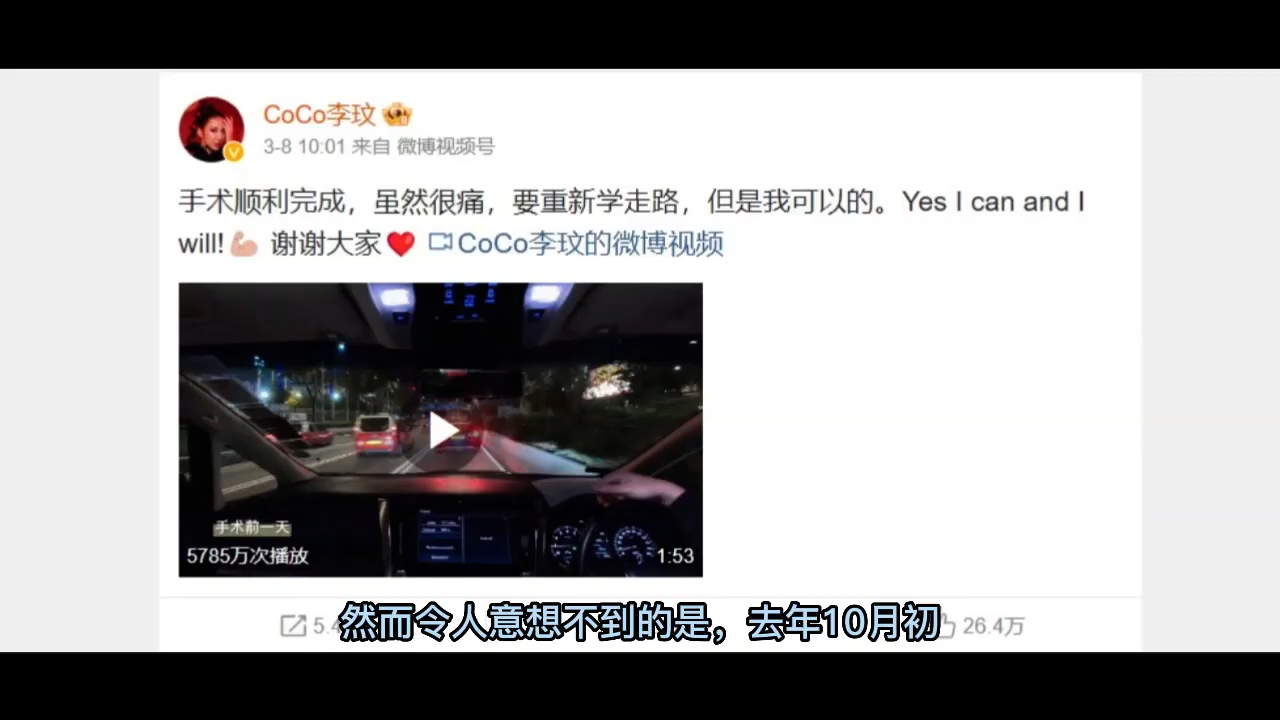 CoCo李玟
3-8 10:01 来自 微博视频号
手术顺利完成，虽然很痛，要重新学走路，但是我可以的。Yes I can and I
will!💪 谢谢大家❤️ CoCo李玟的微博视频
手术前一天
5785万次播放 1:53
5.4 26.4万
然而令人意想不到的是，去年10月初